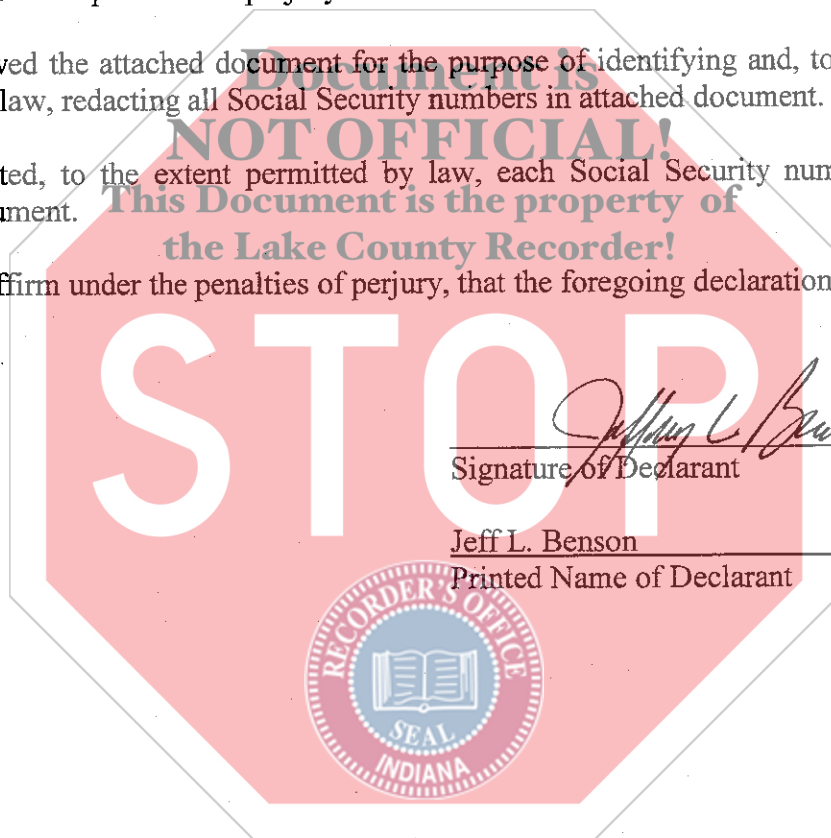 ved the attached document for the purpose of identifying and, to
Document is
law, redacting all Social Security numbers in attached document.
NOT OFFICIAL!
ted, to the extent permitted by law, each Social Security num
This Document is the property of
ument.
the Lake County Recorder!
ffirm under the penalties of perjury, that the foregoing declaration
STOP
Jeffrey L Ben
Signature of Declarant
Jeff L. Benson
Printed Name of Declarant
RECORDER'S OFFICE
SEAL
INDIANA